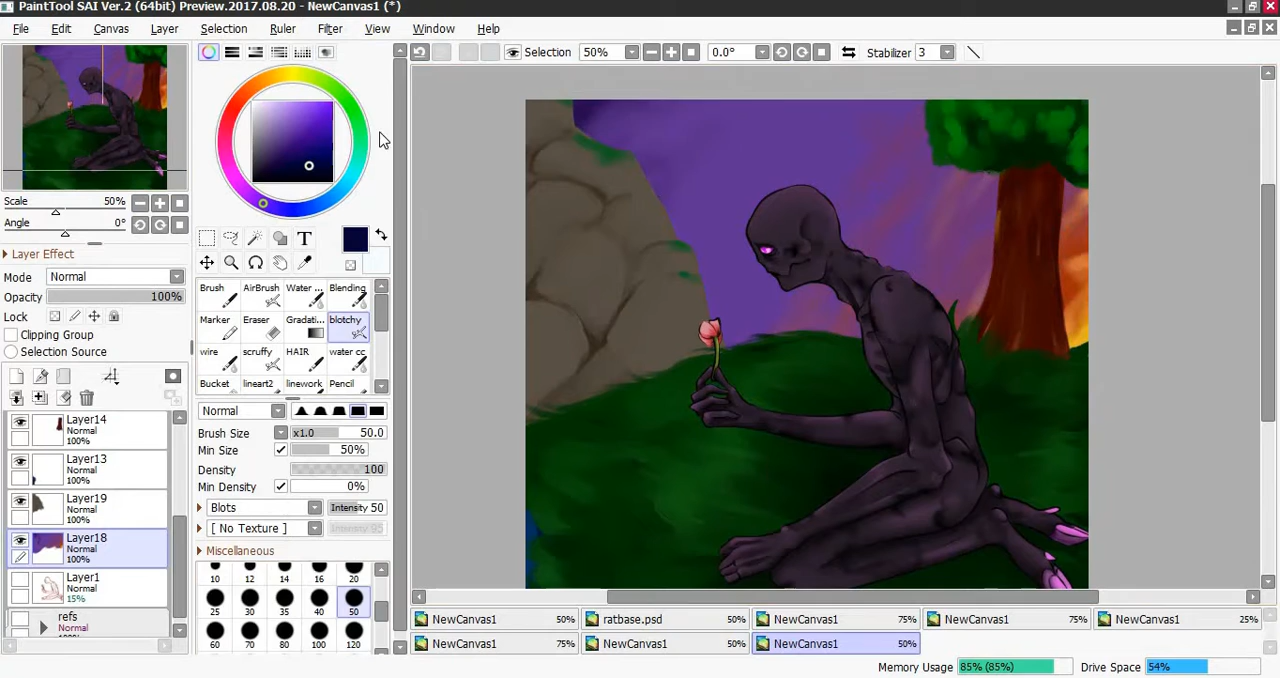 PaintTool SAI Ver.2 (64bit) Preview.2017.08.20 - NewCanvas1 (*)
File Edit Canvas Layer Selection Ruler Filter View Window Help
Selection 50% 0.0° Stabilizer 3
Scale 50%
Angle 0°
Layer Effect
Mode Normal
Opacity 100%
Lock
Clipping Group
Selection Source
Layer14
Normal
100%
Layer13
Normal
100%
Layer19
Normal
100%
Layer18
Normal
100%
Layer1
Normal
15%
refs
Normal
T
Brush AirBrush Water ... Blending
Marker Eraser Gradati... blotchy
wire scruffy HAIR water cc
Bucket lineart2 linework Pencil
Normal
Brush Size x1.0 50.0
Min Size 50%
Density 100
Min Density 0%
Blots Intensity 50
[ No Texture ] Intensity 95
Miscellaneous
10 12 14 16 20
25 30 35 40 50
60 70 80 100 120
NewCanvas1 50% ratbase.psd 50% NewCanvas1 75% NewCanvas1 75% NewCanvas1 25%
NewCanvas1 75% NewCanvas1 50% NewCanvas1 50%
Memory Usage 85% (85%) Drive Space 54%